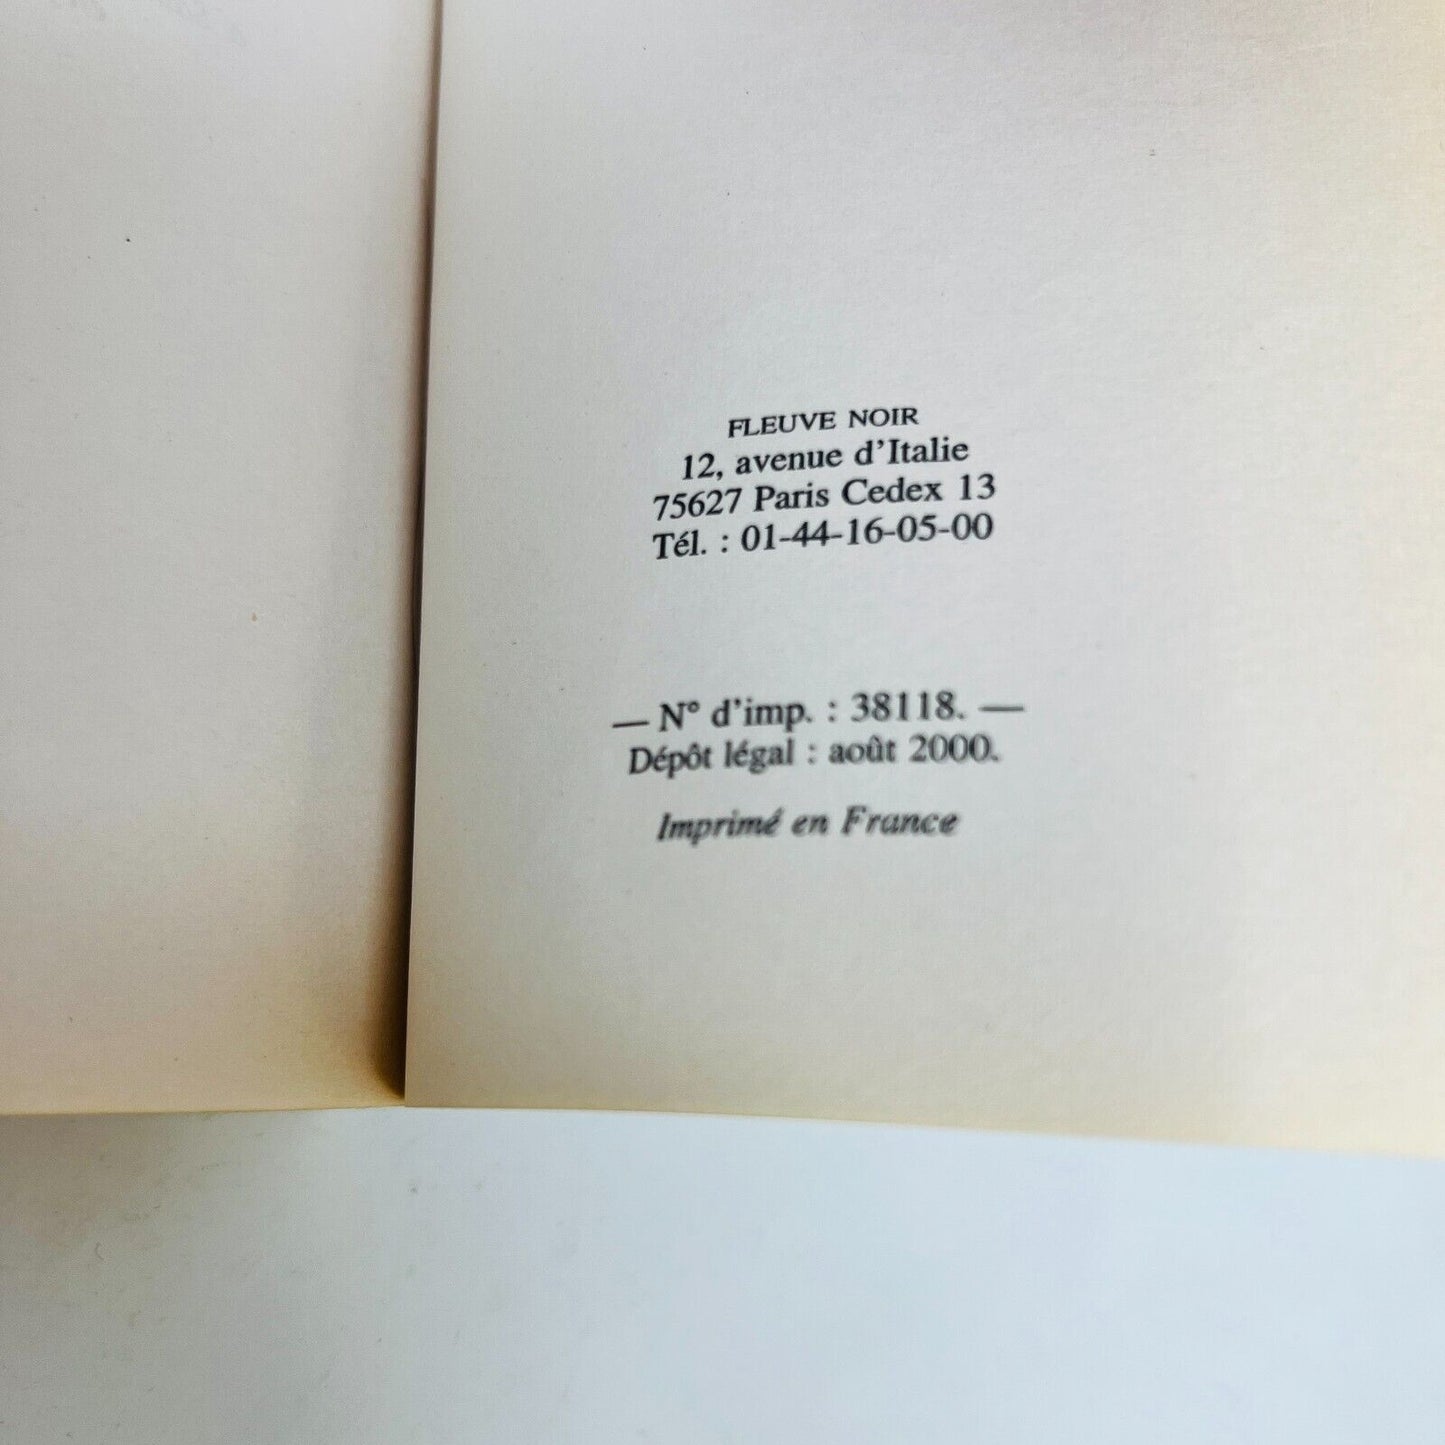 FLEUVE NOIR
12, avenue d'Italie
75627 Paris Cedex 13
Tél. : 01-44-16-05-00
— N° d'imp. : 38118. —
Dépôt légal : août 2000.
Imprimé en France